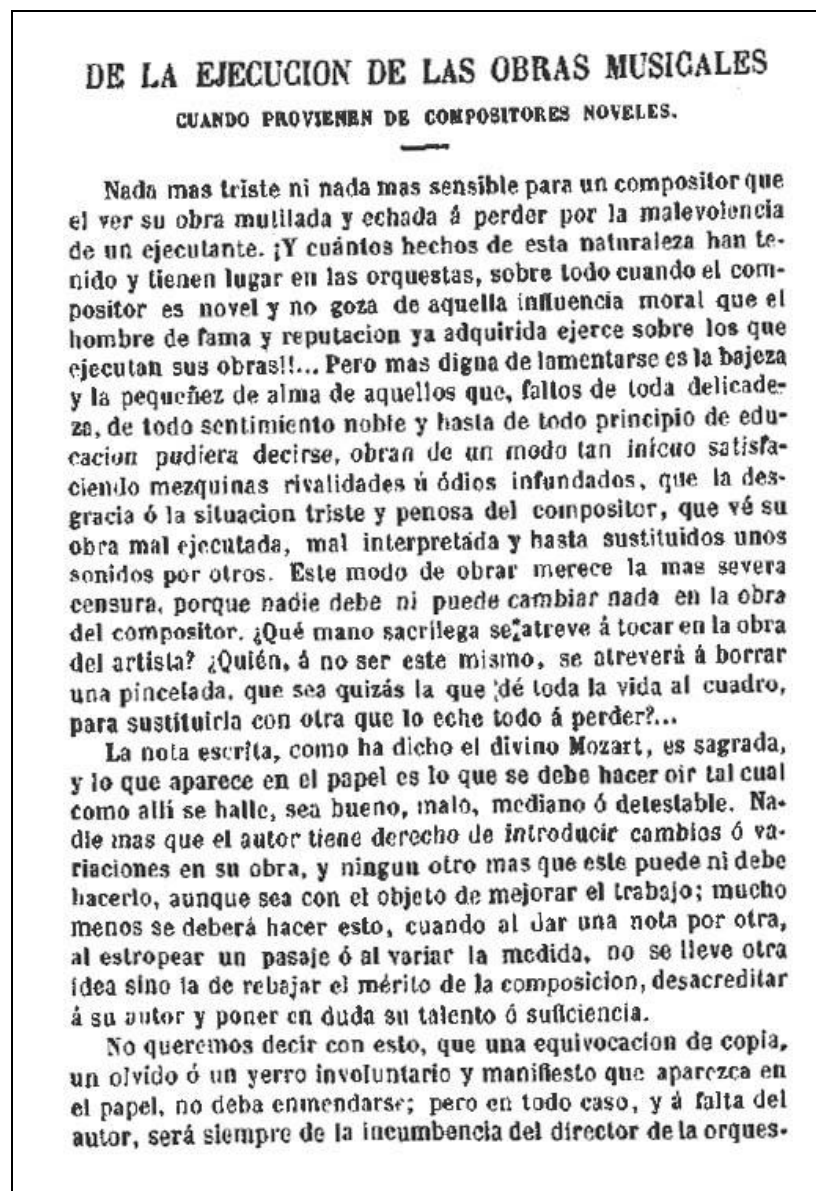 DE LA EJECUCION DE LAS OBRAS MUSICALES
CUANDO PROVIENEN DE COMPOSITORES NOVELES.
Nada mas triste ni nada mas sensible para un compositor que
el ver su obra mutilada y echada á perder por la malevolencia
de un ejecutante. ¡Y cuántos hechos de esta naturaleza han te-
nido y tienen lugar en las orquestas, sobre todo cuando el com-
positor es novel y no goza de aquella influencia moral que el
hombre de fama y reputacion ya adquirida ejerce sobre los que
ejecutan sus obras!!... Pero mas digna de lamentarse es la bajeza
y la pequeñez de alma de aquellos que, faltos de toda delicade-
za, de todo sentimiento noble y hasta de todo principio de edu-
cacion pudiera decirse, obran de un modo tan inícuo satisfa-
ciendo mezquinas rivalidades ú ódios infundados, que la des-
gracia ó la situacion triste y penosa del compositor, que vé su
obra mal ejecutada, mal interpretada y hasta sustituidos unos
sonidos por otros. Este modo de obrar merece la mas severa
censura, porque nadie debe ni puede cambiar nada en la obra
del compositor. ¿Qué mano sacrílega se atreve á tocar en la obra
del artista? ¿Quién, á no ser este mismo, se atreverá á borrar
una pincelada, que sea quizás la que dé toda la vida al cuadro,
para sustituirla con otra que lo eche todo á perder?...
La nota escrita, como ha dicho el divino Mozart, es sagrada,
y lo que aparece en el papel es lo que se debe hacer oir tal cual
como allí se halle, sea bueno, malo, mediano ó detestable. Na-
die mas que el autor tiene derecho de introducir cambios ó va-
riaciones en su obra, y ningun otro mas que este puede ni debe
hacerlo, aunque sea con el objeto de mejorar el trabajo; mucho
menos se deberá hacer esto, cuando al dar una nota por otra,
al estropear un pasaje ó al variar la medida, no se lleve otra
idea sino la de rebajar el mérito de la composicion, desacreditar
á su autor y poner en duda su talento ó suficiencia.
No queremos decir con esto, que una equivocacion de copia,
un olvido ó un yerro involuntario y manifiesto que aparezca en
el papel, no deba enmendarse; pero en todo caso, y á falta del
autor, será siempre de la incumbencia del director de la orques-